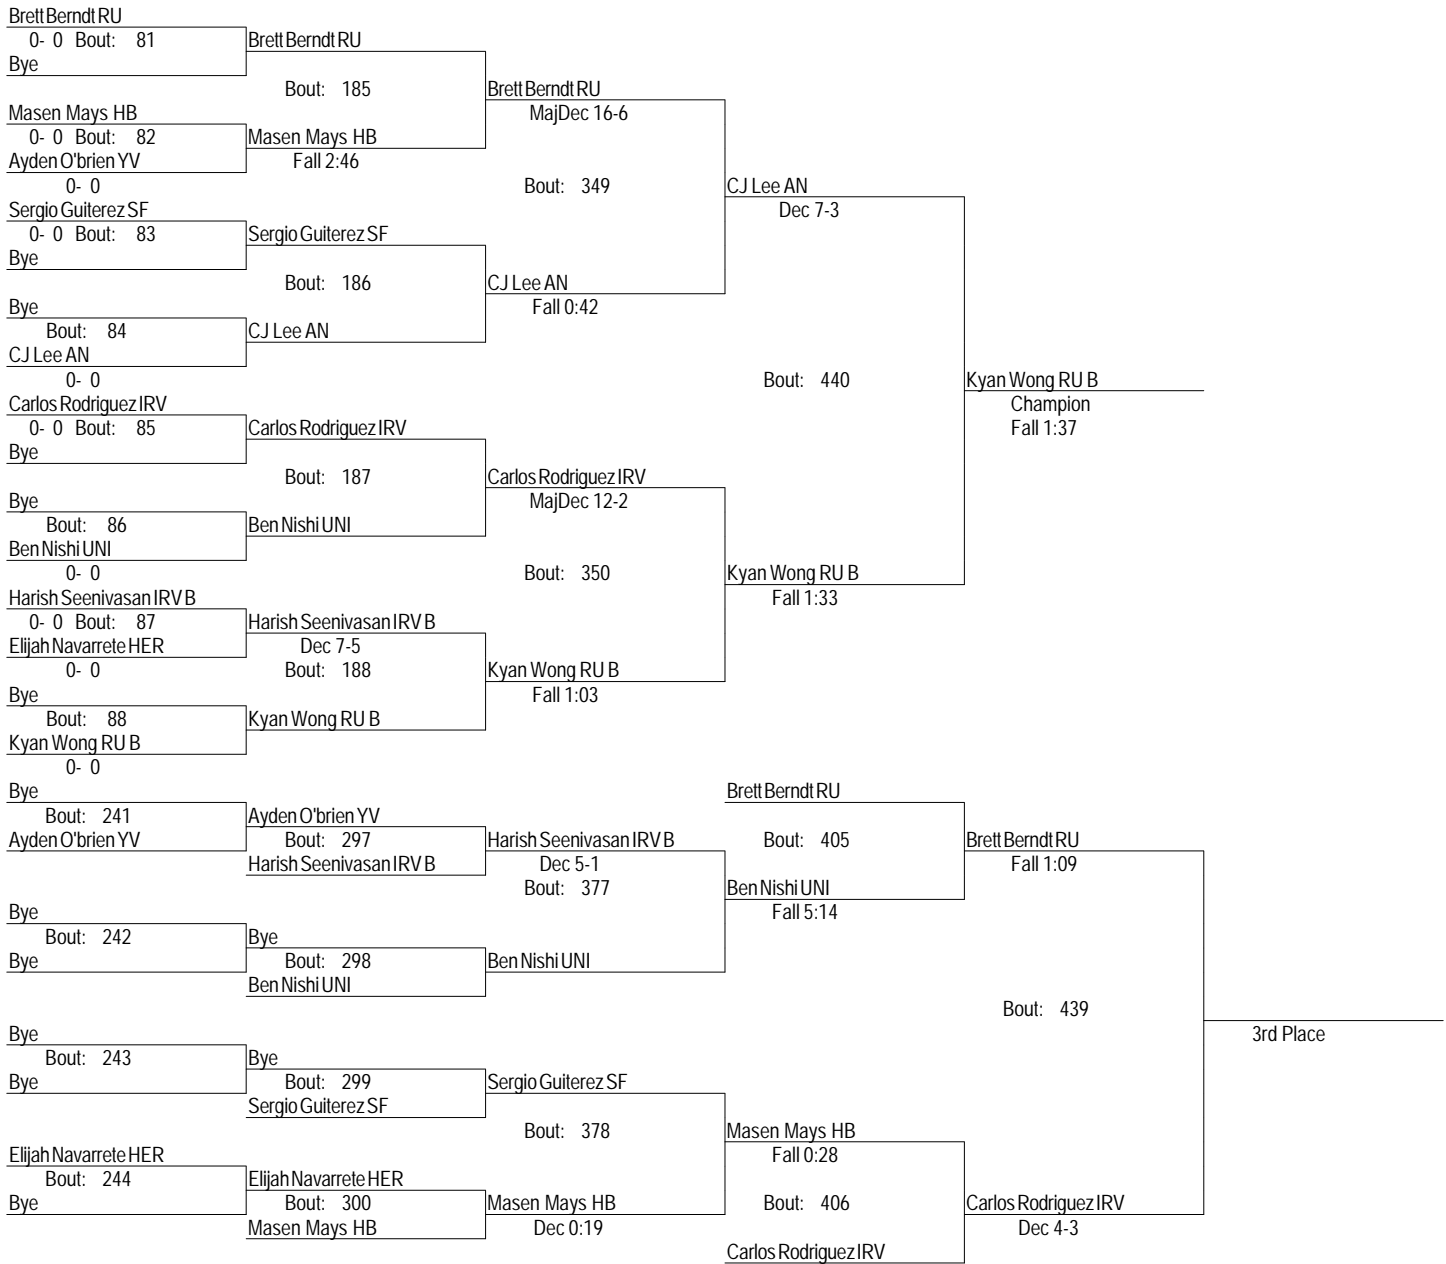 Brett Berndt RU
0- 0 Bout: 81
Brett Berndt RU
Bye
Bout: 185
Brett Berndt RU
Masen Mays HB
MajDec 16-6
0- 0 Bout: 82
Masen Mays HB
Ayden O'brien YV
Fall 2:46
0- 0
Bout: 349
CJ Lee AN
Sergio Guiterez SF
Dec 7-3
0- 0 Bout: 83
Sergio Guiterez SF
Bye
Bout: 186
CJ Lee AN
Bye
Fall 0:42
Bout: 84
CJ Lee AN
CJ Lee AN
0- 0
Bout: 440
Kyan Wong RU B
Carlos Rodriguez IRV
Champion
0- 0 Bout: 85
Carlos Rodriguez IRV
Fall 1:37
Bye
Bout: 187
Carlos Rodriguez IRV
Bye
MajDec 12-2
Bout: 86
Ben Nishi UNI
Ben Nishi UNI
0- 0
Bout: 350
Kyan Wong RU B
Harish Seenivasan IRV B
Fall 1:33
0- 0 Bout: 87
Harish Seenivasan IRV B
Elijah Navarrete HER
Dec 7-5
0- 0
Bout: 188
Kyan Wong RU B
Bye
Fall 1:03
Bout: 88
Kyan Wong RU B
Kyan Wong RU B
0- 0
Bye
Brett Berndt RU
Bout: 241
Ayden O'brien YV
Ayden O'brien YV
Bout: 297
Harish Seenivasan IRV B
Bout: 405
Brett Berndt RU
Harish Seenivasan IRV B
Dec 5-1
Fall 1:09
Bout: 377
Ben Nishi UNI
Bye
Fall 5:14
Bout: 242
Bye
Bye
Bout: 298
Ben Nishi UNI
Ben Nishi UNI
Bout: 439
Bye
3rd Place
Bout: 243
Bye
Bye
Bout: 299
Sergio Guiterez SF
Sergio Guiterez SF
Bout: 378
Masen Mays HB
Elijah Navarrete HER
Fall 0:28
Bout: 244
Elijah Navarrete HER
Bye
Bout: 300
Masen Mays HB
Bout: 406
Carlos Rodriguez IRV
Masen Mays HB
Dec 0:19
Dec 4-3
Carlos Rodriguez IRV